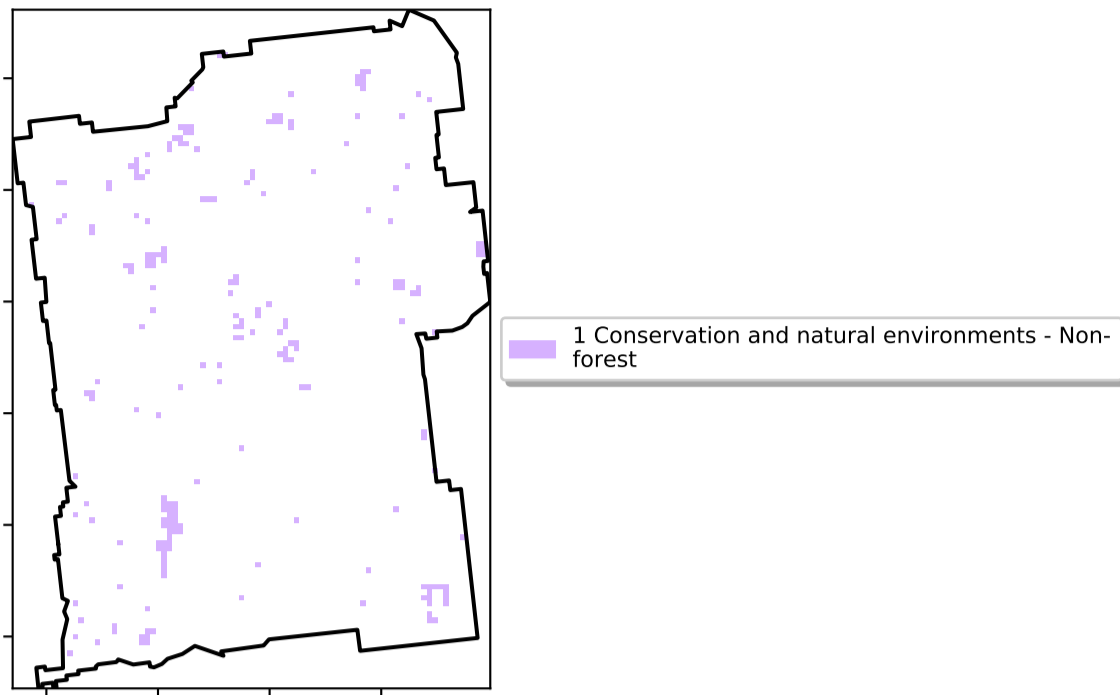 1 Conservation and natural environments - Non-
forest